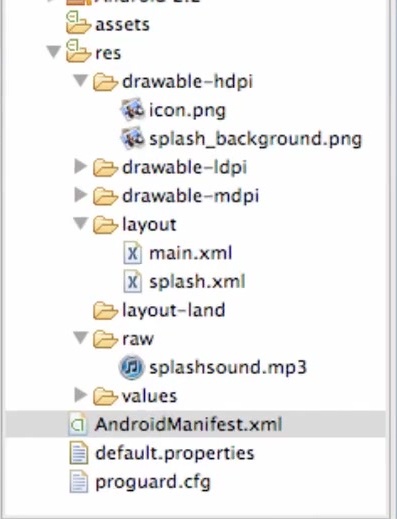 Android 2.2
assets
res
drawable-hdpi
icon.png
splash_background.png
drawable-ldpi
drawable-mdpi
layout
main.xml
splash.xml
layout-land
raw
splashsound.mp3
values
AndroidManifest.xml
default.properties
proguard.cfg